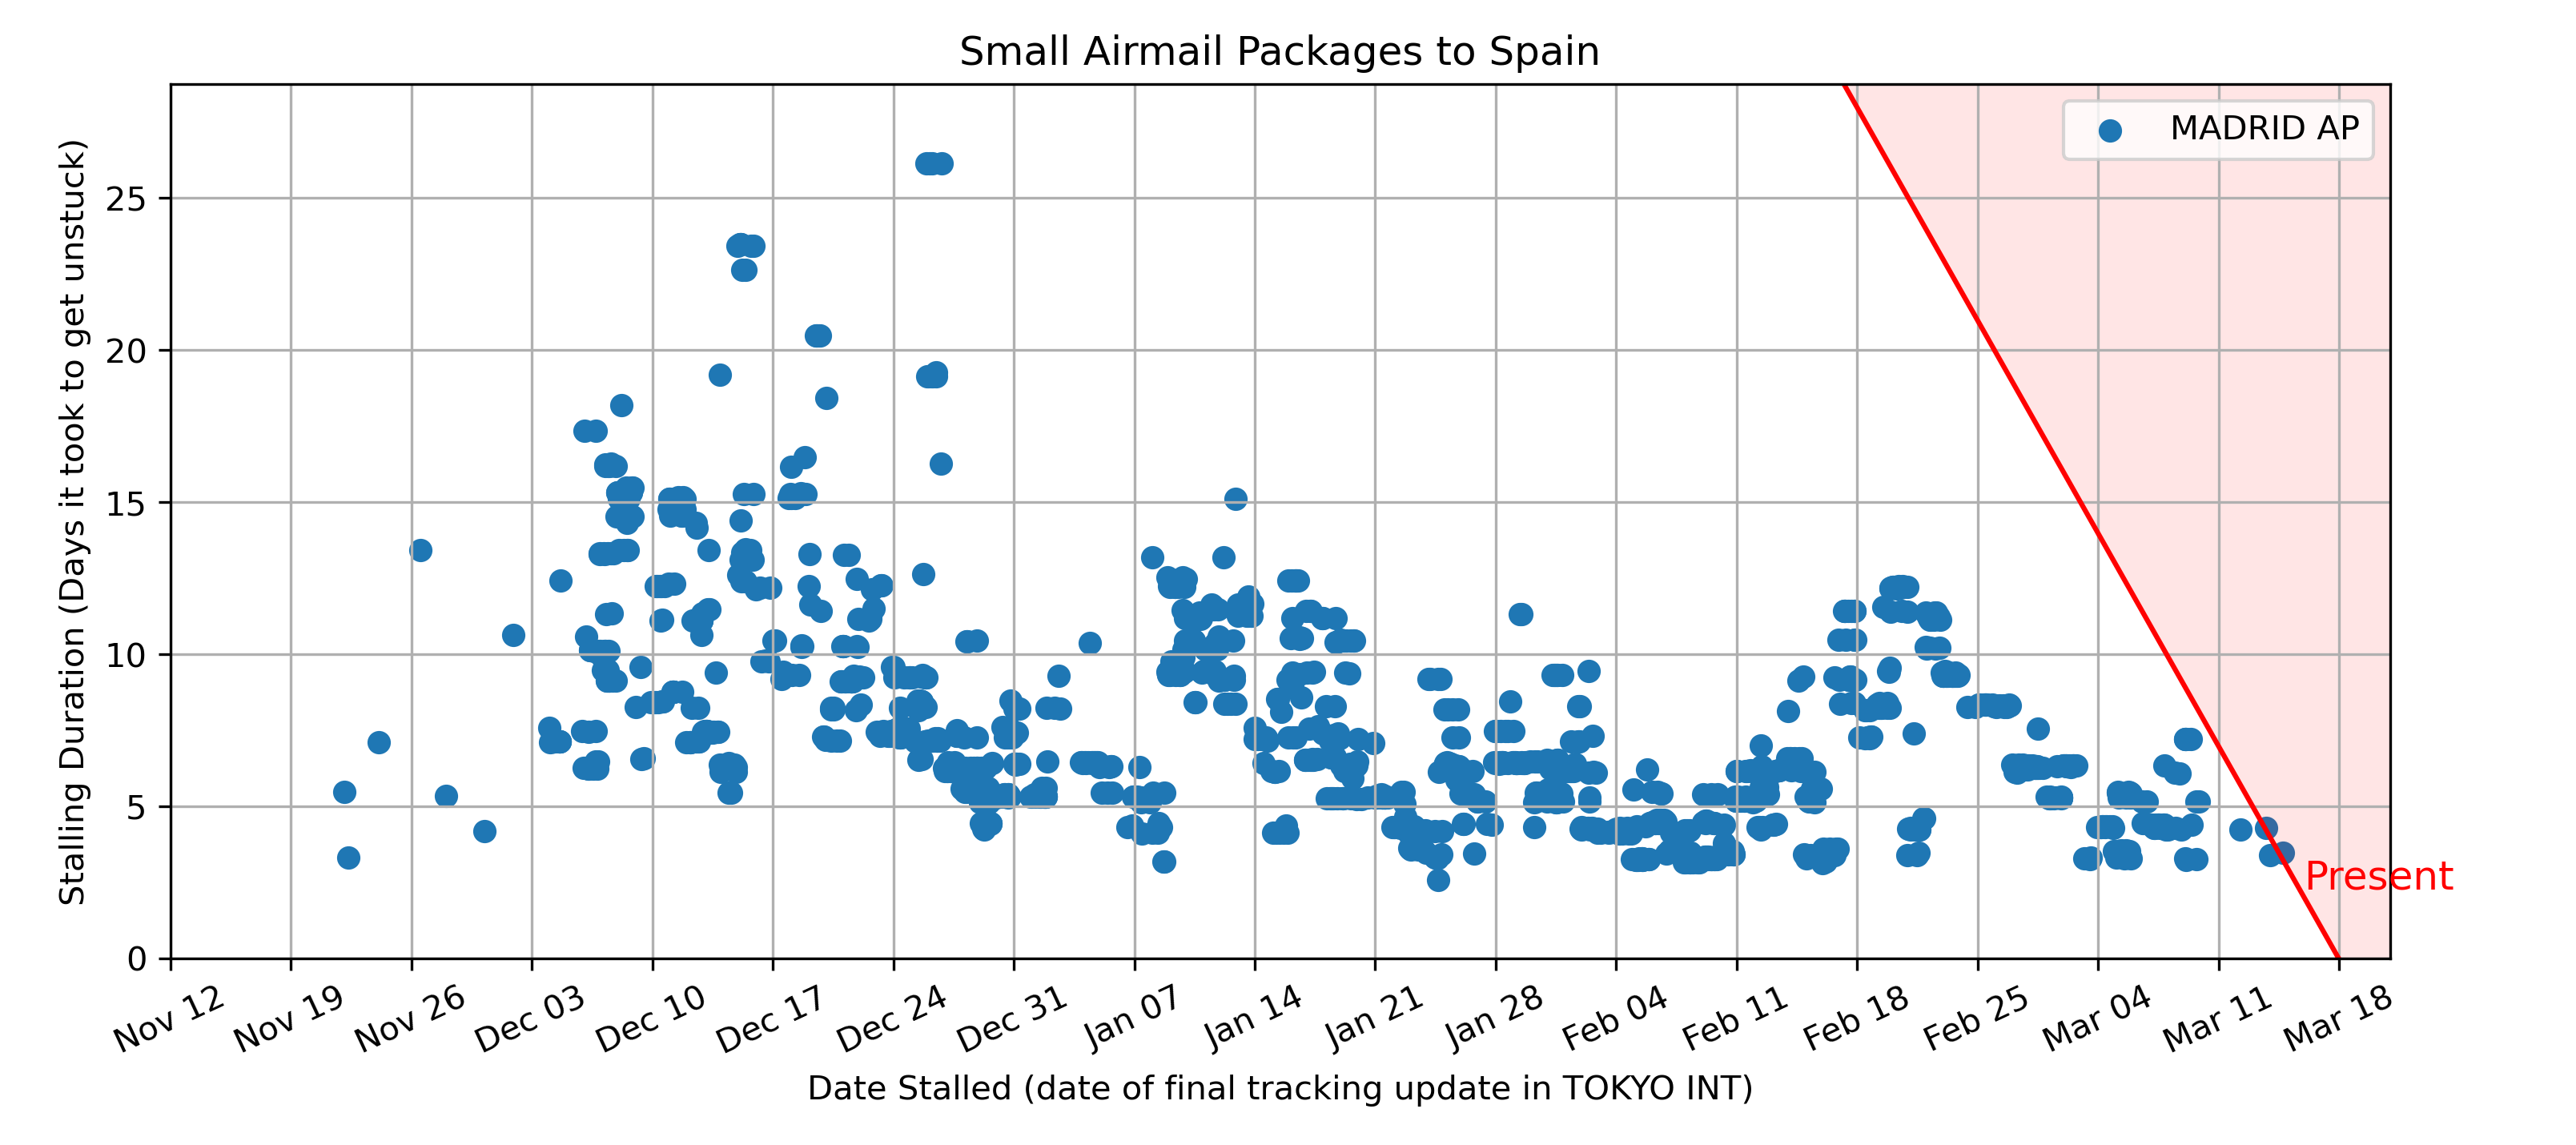 Small Airmail Packages to Spain
MADRID AP
Stalling Duration (Days it took to get unstuck)
25
20
15
10
5
0
Present
Nov 12
Nov 19
Nov 26
Dec 03
Dec 10
Dec 17
Dec 24
Dec 31
Jan 07
Jan 14
Jan 21
Jan 28
Feb 04
Feb 11
Feb 18
Feb 25
Mar 04
Mar 11
Mar 18
Date Stalled (date of final tracking update in TOKYO INT)